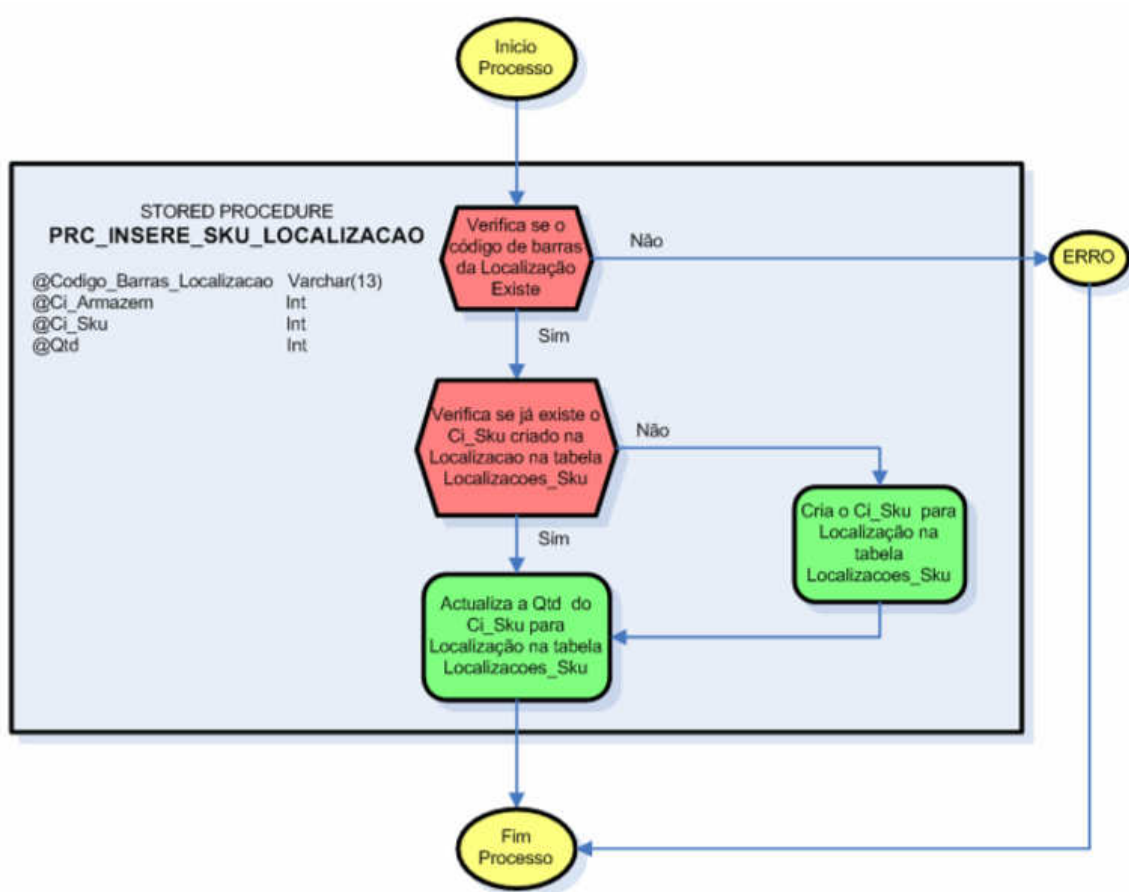 Inicio
Processo
STORED PROCEDURE
PRC_INSERE_SKU_LOCALIZACAO
@Codigo_Barras_Localizacao Varchar(13)
@Ci_Armazem Int
@Ci_Sku Int
@Qtd Int
Verifica se o
código de barras
da Localização
Existe
Não
ERRO
Sim
Verifica se já existe o
Ci_Sku criado na
Localizacao na tabela
Localizacoes_Sku
Não
Cria o Ci_Sku para
Localização na
tabela
Localizacoes_Sku
Sim
Actualiza a Qtd do
Ci_Sku para
Localização na tabela
Localizacoes_Sku
Fim
Processo